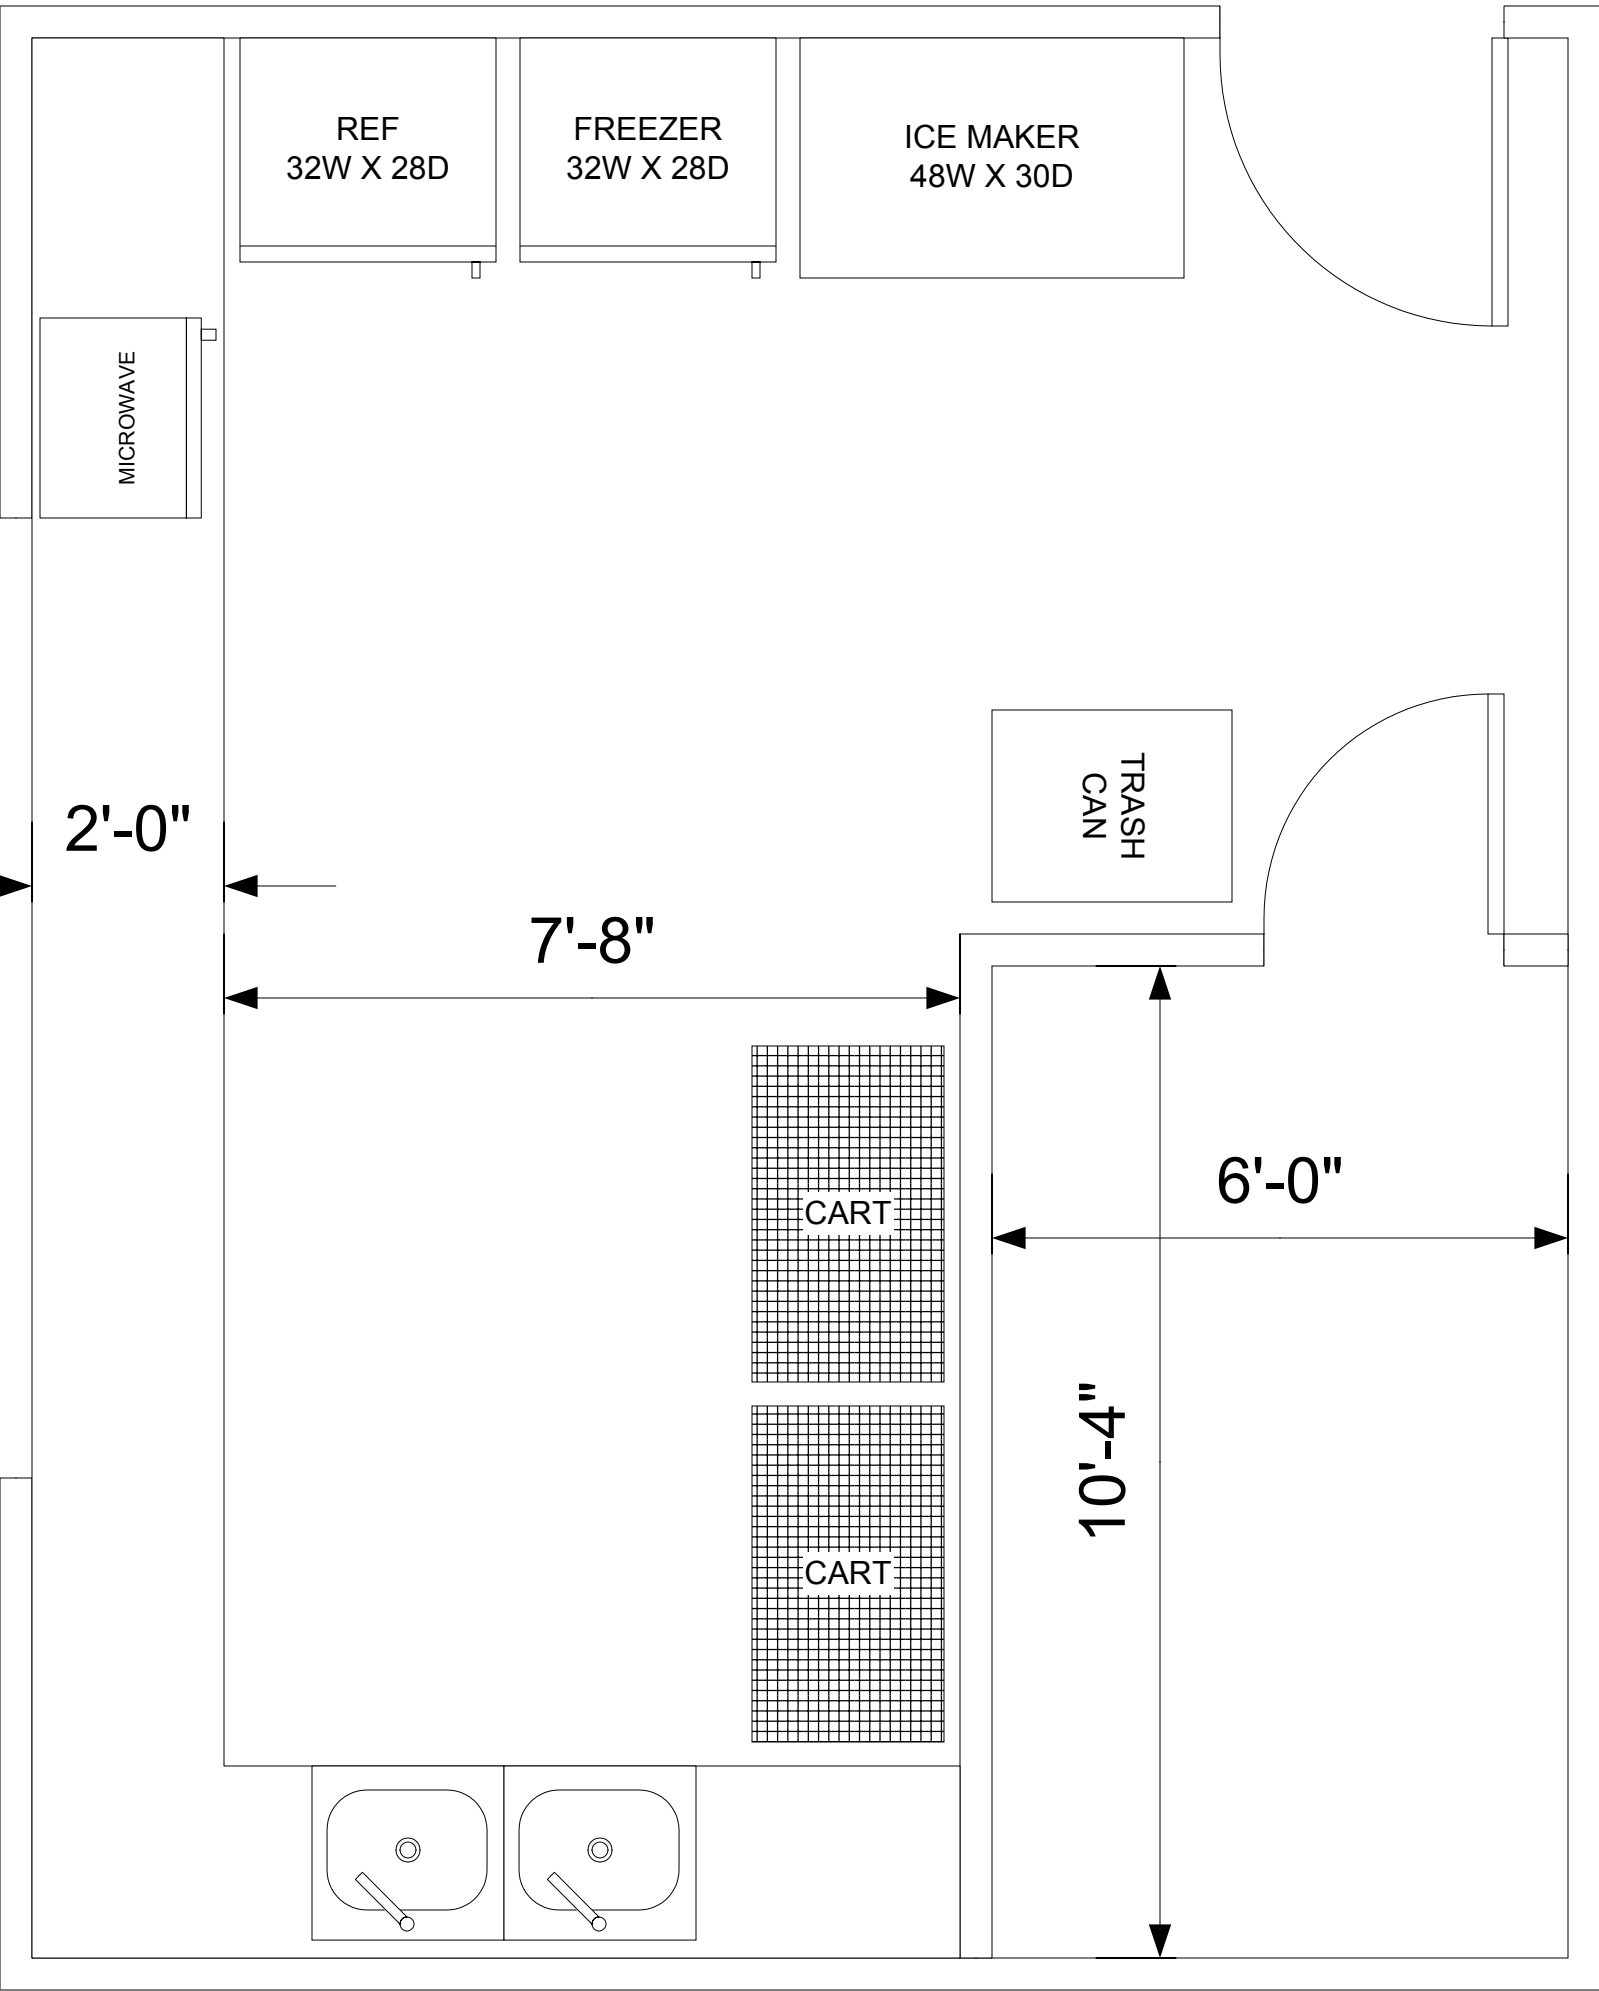 REF
32W X 28D
FREEZER
32W X 28D
ICE MAKER
48W X 30D
MICROWAVE
TRASH
CAN
2'-0"
7'-8"
CART
6'-0"
10'-4"
CART